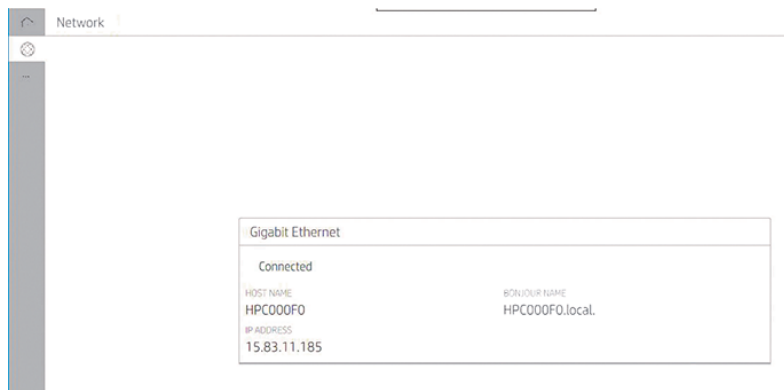 Network
...
Gigabit Ethernet
Connected
HOST NAME
BONJOUR NAME
HPC000F0
HPC000F0.local.
IP ADDRESS
15.83.11.185